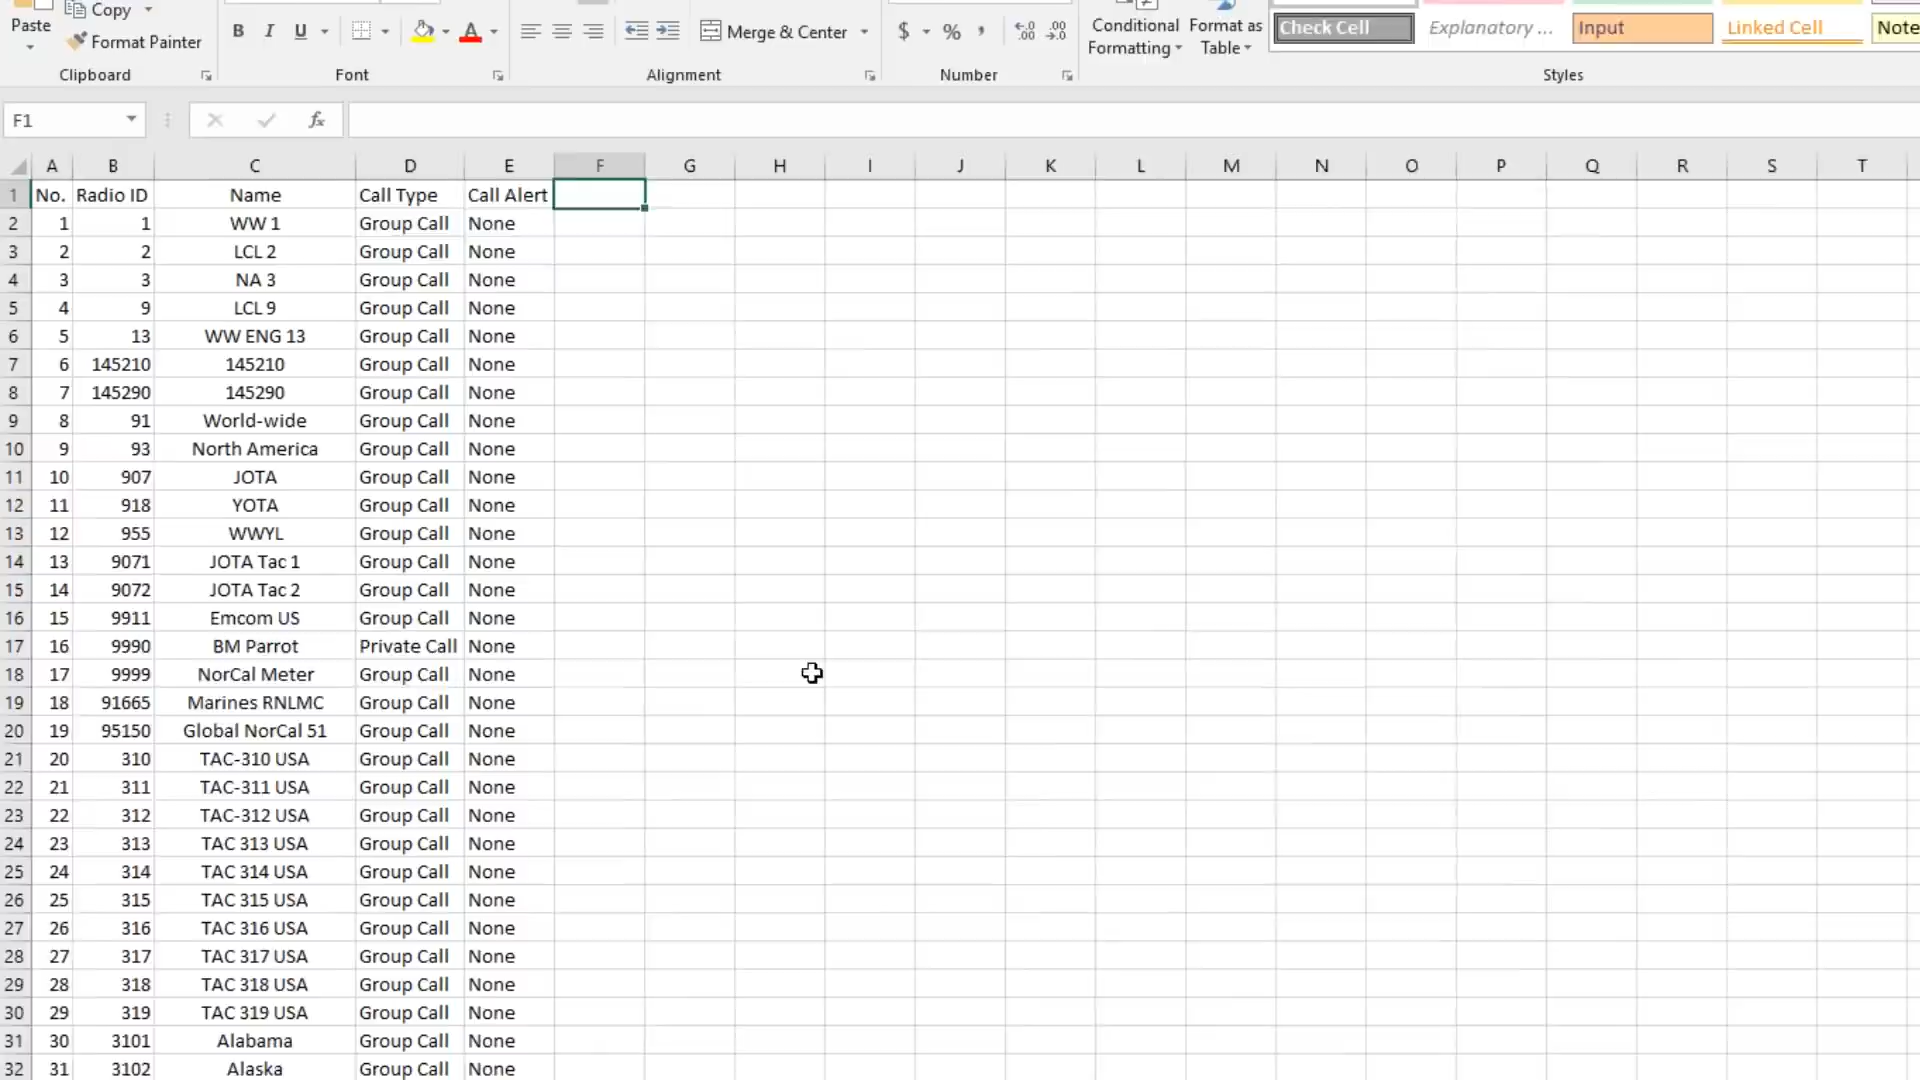 Copy
Paste
Format Painter
B I U A
Merge & Center
$ % ,
Conditional Formatting
Format as Table
Check Cell Explanatory ... Input Linked Cell Note
Clipboard Font Alignment Number Styles
F1 fx
A B C D E F G H I J K L M N O P Q R S T
1 No. Radio ID Name Call Type Call Alert
2 1 1 WW 1 Group Call None
3 2 2 LCL 2 Group Call None
4 3 3 NA 3 Group Call None
5 4 9 LCL 9 Group Call None
6 5 13 WW ENG 13 Group Call None
7 6 145210 145210 Group Call None
8 7 145290 145290 Group Call None
9 8 91 World-wide Group Call None
10 9 93 North America Group Call None
11 10 907 JOTA Group Call None
12 11 918 YOTA Group Call None
13 12 955 WWYL Group Call None
14 13 9071 JOTA Tac 1 Group Call None
15 14 9072 JOTA Tac 2 Group Call None
16 15 9911 Emcom US Group Call None
17 16 9990 BM Parrot Private Call None
18 17 9999 NorCal Meter Group Call None
19 18 91665 Marines RNLMC Group Call None
20 19 95150 Global NorCal 51 Group Call None
21 20 310 TAC-310 USA Group Call None
22 21 311 TAC-311 USA Group Call None
23 22 312 TAC-312 USA Group Call None
24 23 313 TAC 313 USA Group Call None
25 24 314 TAC 314 USA Group Call None
26 25 315 TAC 315 USA Group Call None
27 26 316 TAC 316 USA Group Call None
28 27 317 TAC 317 USA Group Call None
29 28 318 TAC 318 USA Group Call None
30 29 319 TAC 319 USA Group Call None
31 30 3101 Alabama Group Call None
32 31 3102 Alaska Group Call None